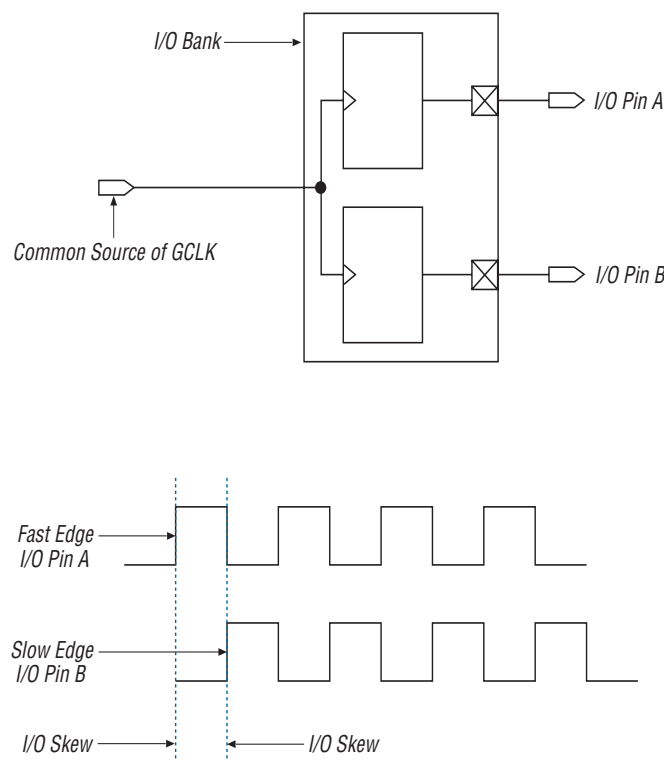 I/O Bank
I/O Pin A
Common Source of GCLK
I/O Pin B
Fast Edge
I/O Pin A
Slow Edge
I/O Pin B
I/O Skew
I/O Skew